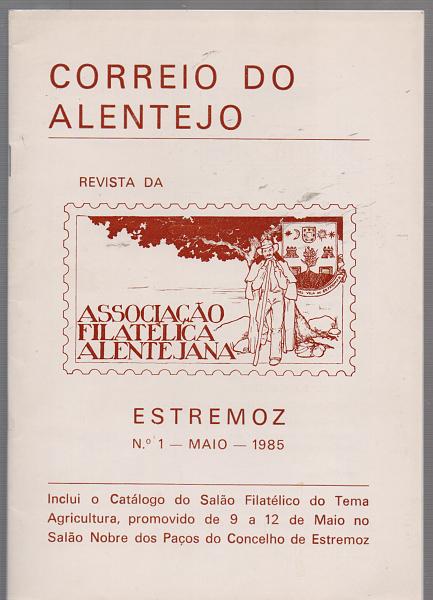 CORREIO DO
ALENTEJO
REVISTA DA
ASSOCIAÇÃO
FILATÉLICA
ALENTEJANA
ESTREMOZ
N.º 1 — MAIO — 1985
Inclui o Catálogo do Salão Filatélico do Tema
Agricultura, promovido de 9 a 12 de Maio no
Salão Nobre dos Paços do Concelho de Estremoz